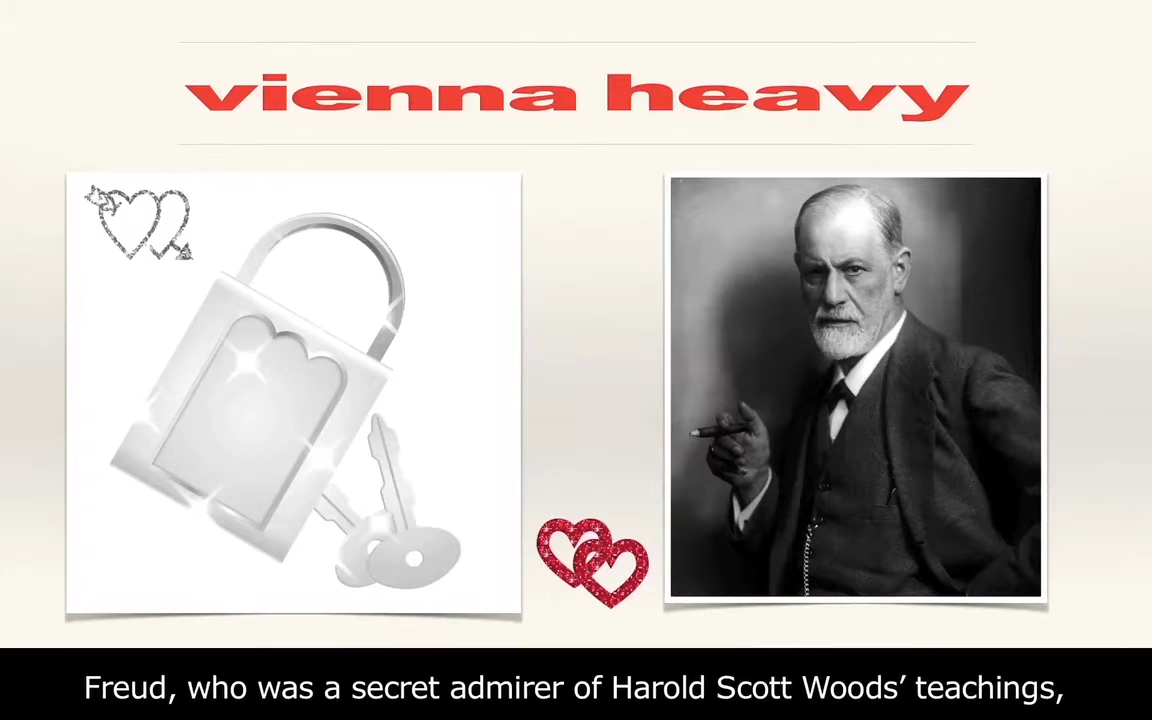 vienna heavy
Freud, who was a secret admirer of Harold Scott Woods’ teachings,